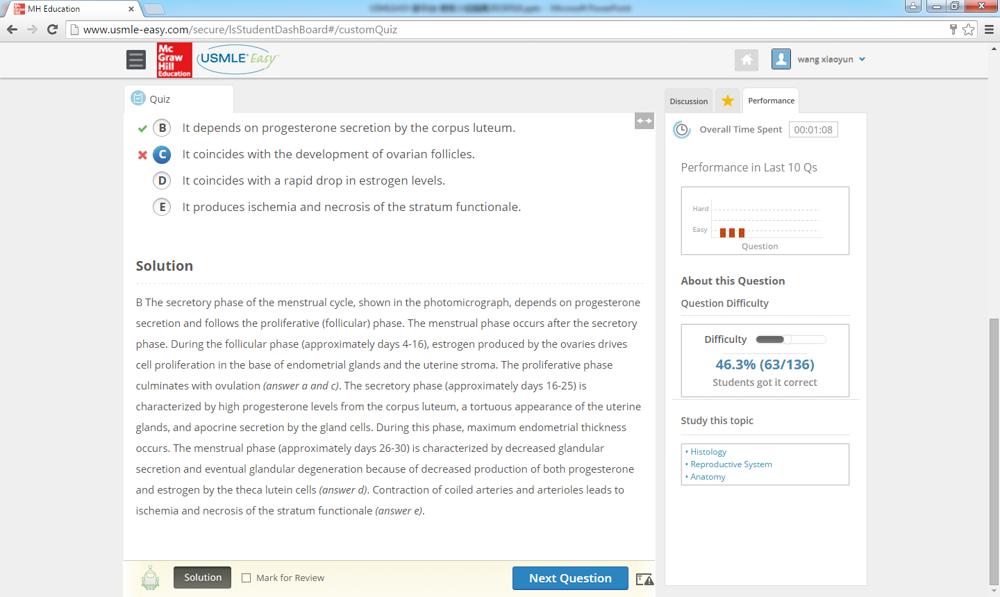 MH Education
Microsoft PowerPoint
www.usmle-easy.com/secure/lsStudentDashBoard#/customQuiz
Mc
Graw
Hill
Education
USMLE® Easy™
wang xiaoyun
Quiz
B It depends on progesterone secretion by the corpus luteum.
C It coincides with the development of ovarian follicles.
D It coincides with a rapid drop in estrogen levels.
E It produces ischemia and necrosis of the stratum functionale.
Solution
B The secretory phase of the menstrual cycle, shown in the photomicrograph, depends on progesterone
secretion and follows the proliferative (follicular) phase. The menstrual phase occurs after the secretory
phase. During the follicular phase (approximately days 4-16), estrogen produced by the ovaries drives
cell proliferation in the base of endometrial glands and the uterine stroma. The proliferative phase
culminates with ovulation (answer a and c). The secretory phase (approximately days 16-25) is
characterized by high progesterone levels from the corpus luteum, a tortuous appearance of the uterine
glands, and apocrine secretion by the gland cells. During this phase, maximum endometrial thickness
occurs. The menstrual phase (approximately days 26-30) is characterized by decreased glandular
secretion and eventual glandular degeneration because of decreased production of both progesterone
and estrogen by the theca lutein cells (answer d). Contraction of coiled arteries and arterioles leads to
ischemia and necrosis of the stratum functionale (answer e).
Solution
Mark for Review
Next Question
Discussion
Performance
Overall Time Spent 00:01:08
Performance in Last 10 Qs
Hard
Easy
Question
About this Question
Question Difficulty
Difficulty
46.3% (63/136)
Students got it correct
Study this topic
• Histology
• Reproductive System
• Anatomy